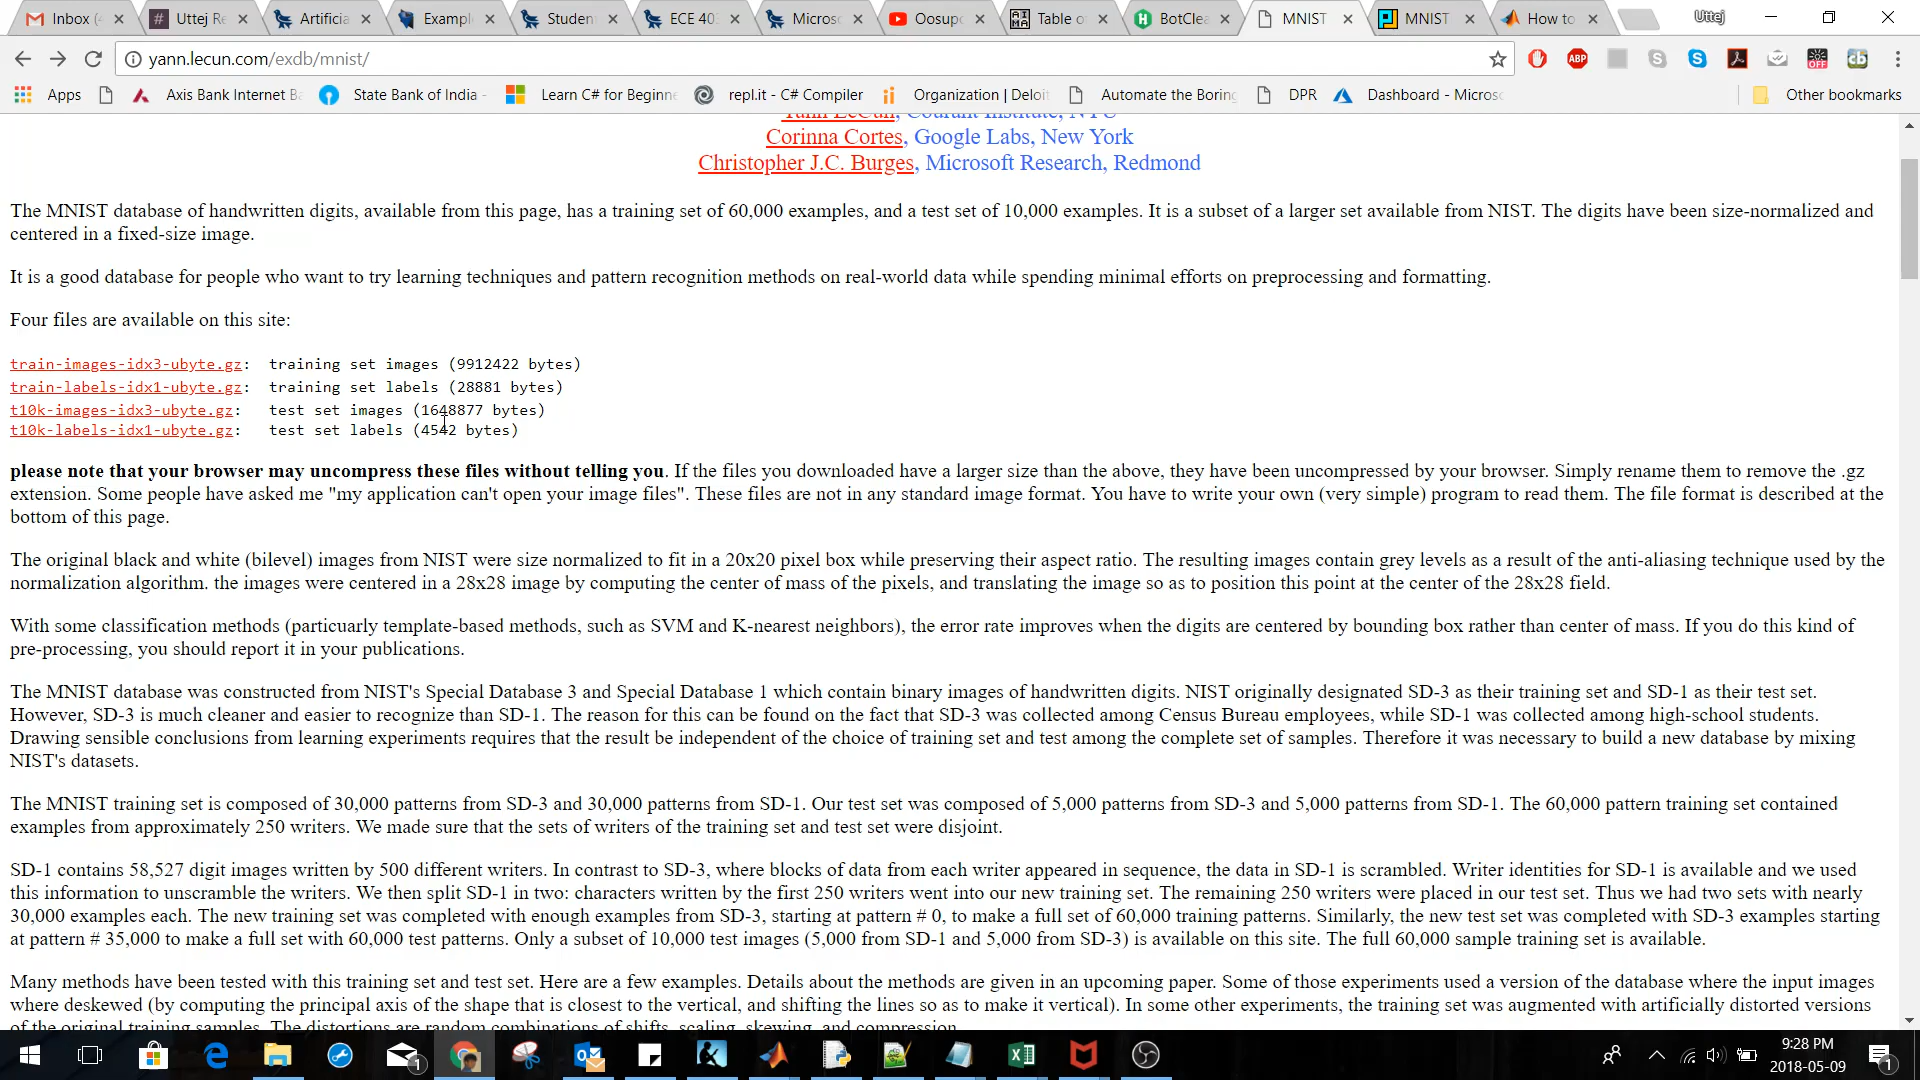 Inbox (
Uttej Re
Artificia
Exampl
Studen
ECE 40
Micros
Oosup
Table o
BotClea
MNIST
MNIST
How to
Uttej
yann.lecun.com/exdb/mnist/
ABP
OFF
cb
Apps
Axis Bank Internet Ba
State Bank of India -
Learn C# for Beginne
repl.it - C# Compiler
Organization | Deloit
Automate the Boring
DPR
Dashboard - Micros
Other bookmarks
Yann LeCun, Courant Institute, NYU
Corinna Cortes, Google Labs, New York
Christopher J.C. Burges, Microsoft Research, Redmond
The MNIST database of handwritten digits, available from this page, has a training set of 60,000 examples, and a test set of 10,000 examples. It is a subset of a larger set available from NIST. The digits have been size-normalized and
centered in a fixed-size image.
It is a good database for people who want to try learning techniques and pattern recognition methods on real-world data while spending minimal efforts on preprocessing and formatting.
Four files are available on this site:
train-images-idx3-ubyte.gz: training set images (9912422 bytes)
train-labels-idx1-ubyte.gz: training set labels (28881 bytes)
t10k-images-idx3-ubyte.gz: test set images (1648877 bytes)
t10k-labels-idx1-ubyte.gz: test set labels (4542 bytes)
please note that your browser may uncompress these files without telling you. If the files you downloaded have a larger size than the above, they have been uncompressed by your browser. Simply rename them to remove the .gz
extension. Some people have asked me "my application can't open your image files". These files are not in any standard image format. You have to write your own (very simple) program to read them. The file format is described at the
bottom of this page.
The original black and white (bilevel) images from NIST were size normalized to fit in a 20x20 pixel box while preserving their aspect ratio. The resulting images contain grey levels as a result of the anti-aliasing technique used by the
normalization algorithm. the images were centered in a 28x28 image by computing the center of mass of the pixels, and translating the image so as to position this point at the center of the 28x28 field.
With some classification methods (particuarly template-based methods, such as SVM and K-nearest neighbors), the error rate improves when the digits are centered by bounding box rather than center of mass. If you do this kind of
pre-processing, you should report it in your publications.
The MNIST database was constructed from NIST's Special Database 3 and Special Database 1 which contain binary images of handwritten digits. NIST originally designated SD-3 as their training set and SD-1 as their test set.
However, SD-3 is much cleaner and easier to recognize than SD-1. The reason for this can be found on the fact that SD-3 was collected among Census Bureau employees, while SD-1 was collected among high-school students.
Drawing sensible conclusions from learning experiments requires that the result be independent of the choice of training set and test among the complete set of samples. Therefore it was necessary to build a new database by mixing
NIST's datasets.
The MNIST training set is composed of 30,000 patterns from SD-3 and 30,000 patterns from SD-1. Our test set was composed of 5,000 patterns from SD-3 and 5,000 patterns from SD-1. The 60,000 pattern training set contained
examples from approximately 250 writers. We made sure that the sets of writers of the training set and test set were disjoint.
SD-1 contains 58,527 digit images written by 500 different writers. In contrast to SD-3, where blocks of data from each writer appeared in sequence, the data in SD-1 is scrambled. Writer identities for SD-1 is available and we used
this information to unscramble the writers. We then split SD-1 in two: characters written by the first 250 writers went into our new training set. The remaining 250 writers were placed in our test set. Thus we had two sets with nearly
30,000 examples each. The new training set was completed with enough examples from SD-3, starting at pattern # 0, to make a full set of 60,000 training patterns. Similarly, the new test set was completed with SD-3 examples starting
at pattern # 35,000 to make a full set with 60,000 test patterns. Only a subset of 10,000 test images (5,000 from SD-1 and 5,000 from SD-3) is available on this site. The full 60,000 sample training set is available.
Many methods have been tested with this training set and test set. Here are a few examples. Details about the methods are given in an upcoming paper. Some of those experiments used a version of the database where the input images
where deskewed (by computing the principal axis of the shape that is closest to the vertical, and shifting the lines so as to make it vertical). In some other experiments, the training set was augmented with artificially distorted versions
of the original training samples. The distortions are random combinations of shifts, scaling, skewing, and compression.
9:28 PM
2018-05-09